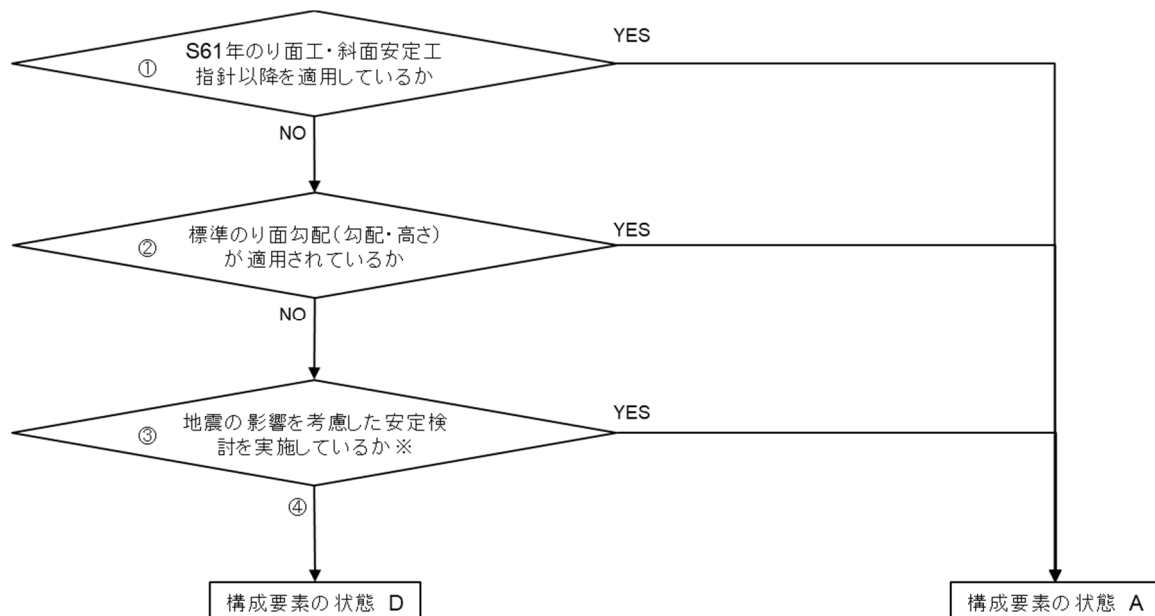 S61年のり面工・斜面安定工
YES
①
指針以降を適用しているか
NO
標準のり面勾配(勾配・高さ)
YES
②
が適用されているか
NO
地震の影響を考慮した安定検
YES
③
討を実施しているか※
④
構成要素の状態 D
構成要素の状態 A